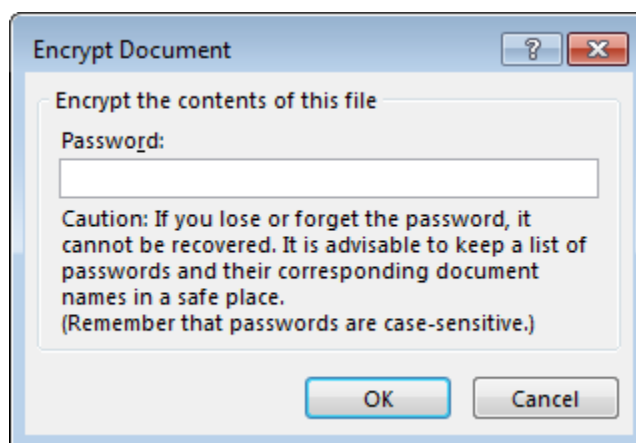 Encrypt Document
Encrypt the contents of this file
Password:
Caution: If you lose or forget the password, it
cannot be recovered. It is advisable to keep a list of
passwords and their corresponding document
names in a safe place.
(Remember that passwords are case-sensitive.)
OK Cancel